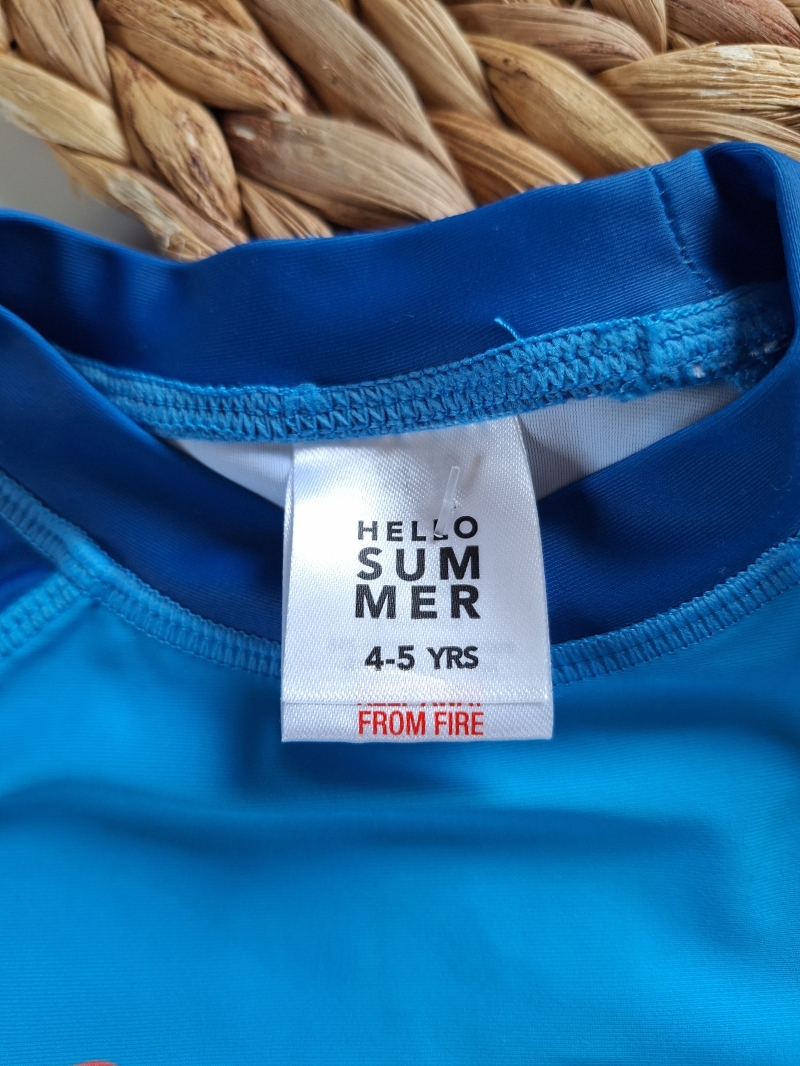 HELLO
SUM
MER
4-5 YRS
FROM FIRE